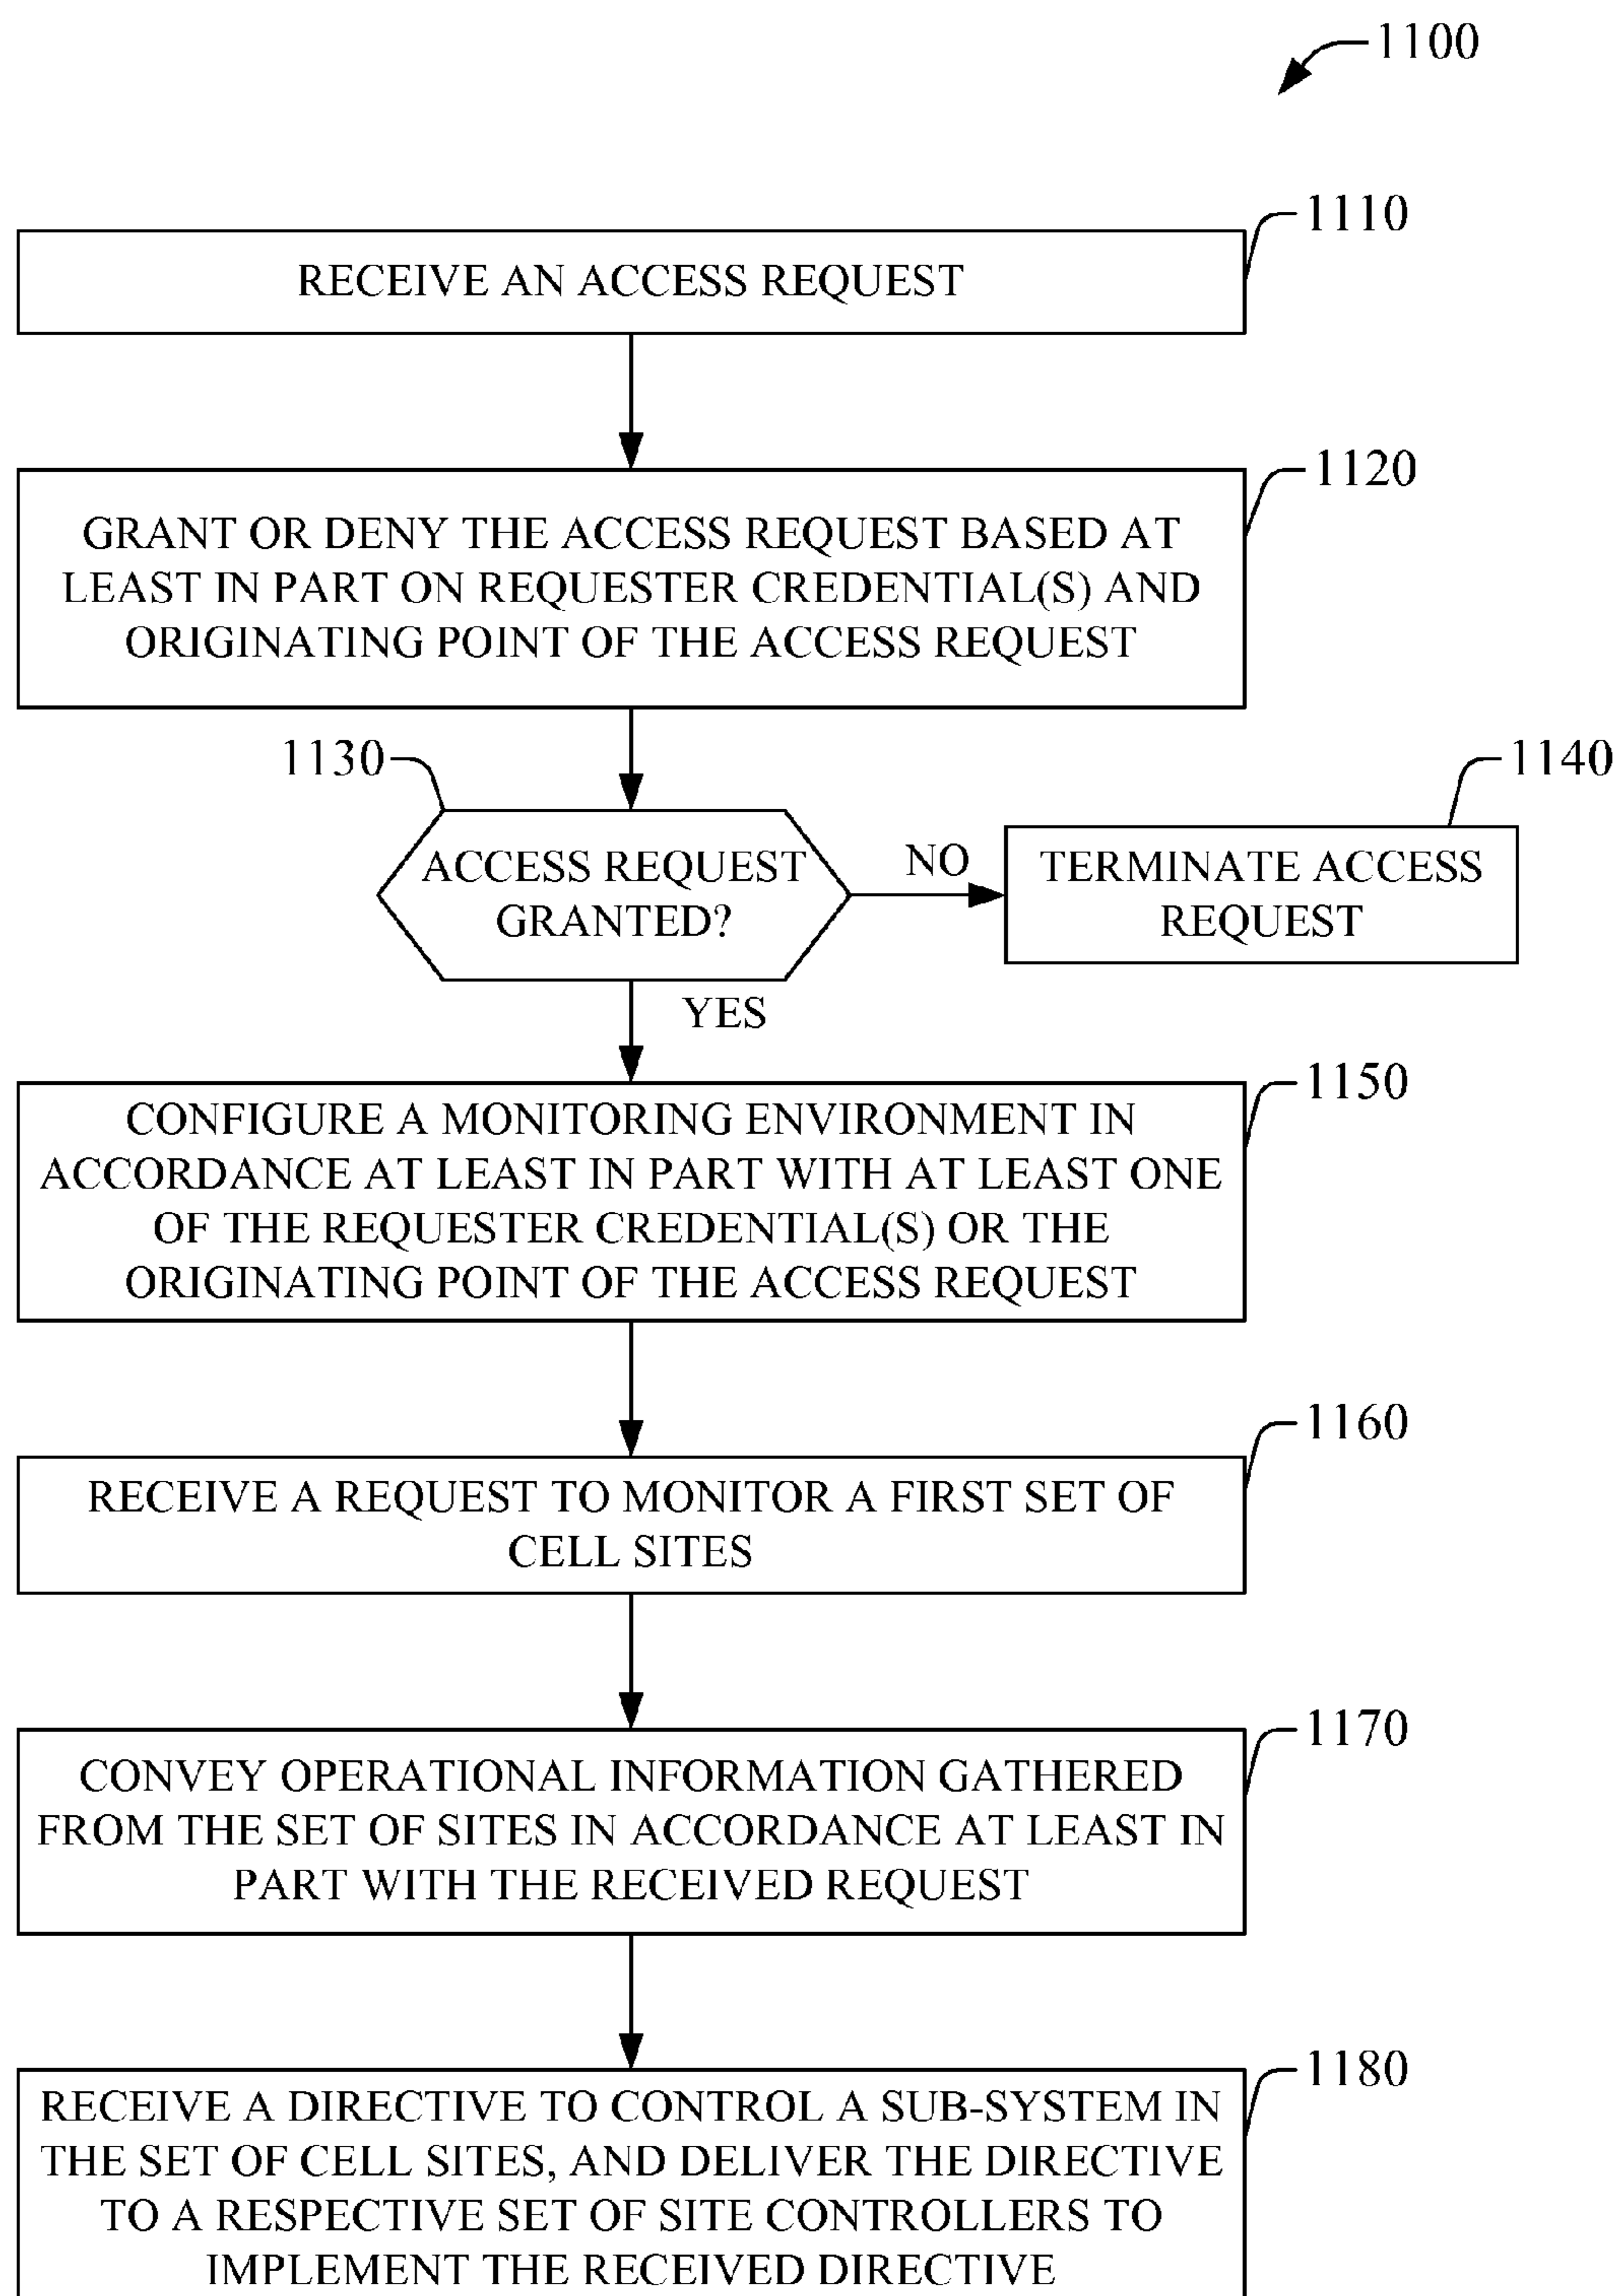 1100
1110
RECEIVE AN ACCESS REQUEST
1120
GRANT OR DENY THE ACCESS REQUEST BASED AT
LEAST IN PART ON REQUESTER CREDENTIAL(S) AND
ORIGINATING POINT OF THE ACCESS REQUEST
1130
1140
ACCESS REQUEST
GRANTED?
NO
TERMINATE ACCESS
REQUEST
YES
1150
CONFIGURE A MONITORING ENVIRONMENT IN
ACCORDANCE AT LEAST IN PART WITH AT LEAST ONE
OF THE REQUESTER CREDENTIAL(S) OR THE
ORIGINATING POINT OF THE ACCESS REQUEST
1160
RECEIVE A REQUEST TO MONITOR A FIRST SET OF
CELL SITES
1170
CONVEY OPERATIONAL INFORMATION GATHERED
FROM THE SET OF SITES IN ACCORDANCE AT LEAST IN
PART WITH THE RECEIVED REQUEST
1180
RECEIVE A DIRECTIVE TO CONTROL A SUB-SYSTEM IN
THE SET OF CELL SITES, AND DELIVER THE DIRECTIVE
TO A RESPECTIVE SET OF SITE CONTROLLERS TO
IMPLEMENT THE RECEIVED DIRECTIVE